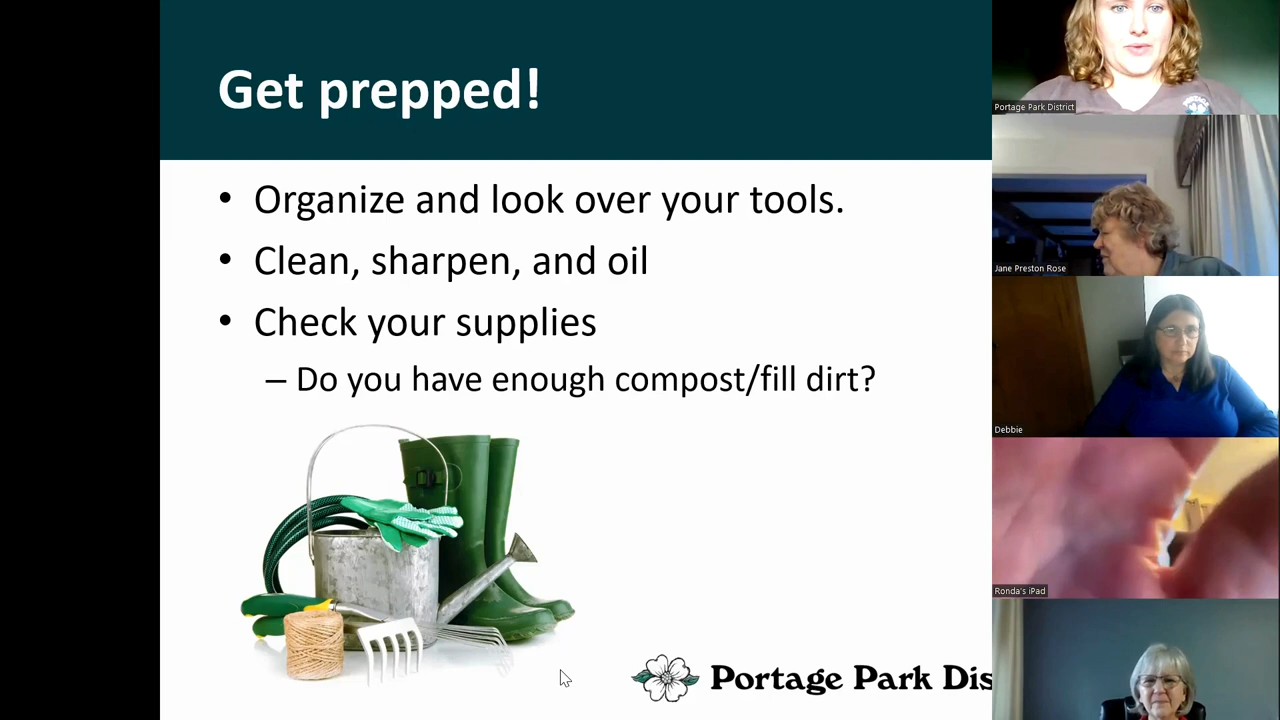 Get prepped!
• Organize and look over your tools.
• Clean, sharpen, and oil
• Check your supplies
– Do you have enough compost/fill dirt?
Portage Park Dis
Portage Park District
Jane Preston Rose
Debbie
Ronda's iPad